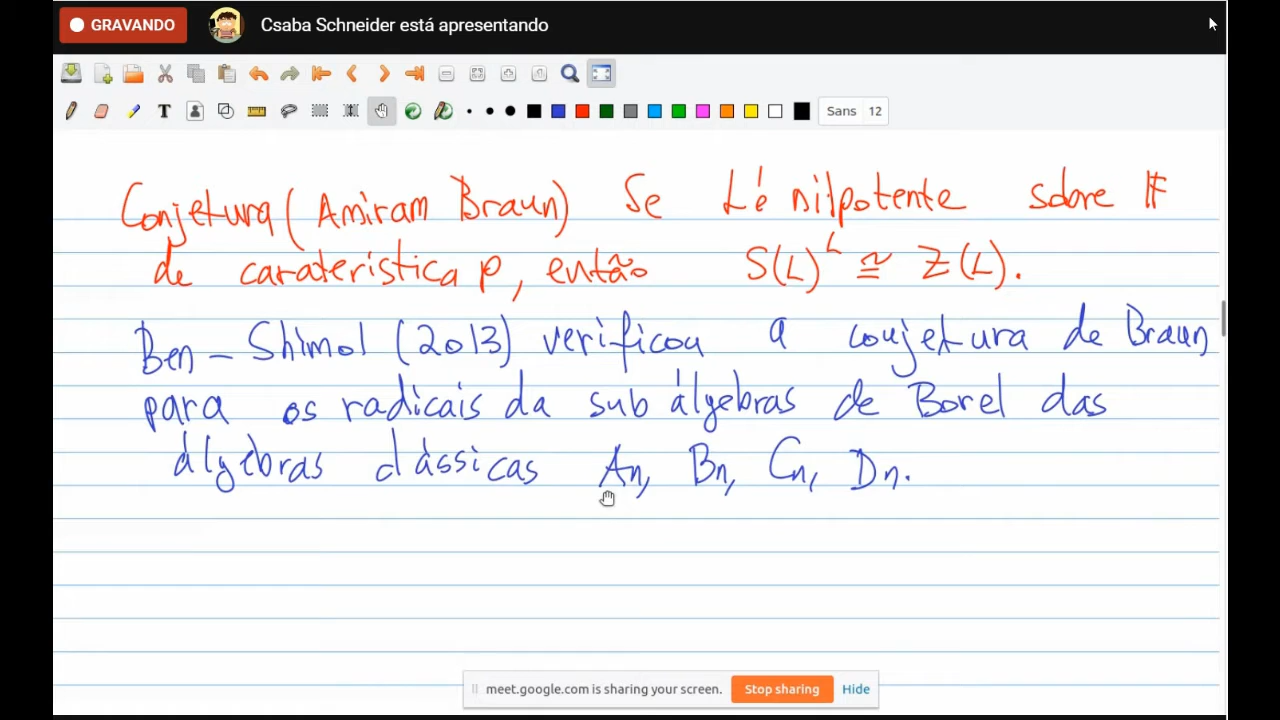 GRAVANDO
Csaba Schneider está apresentando
Sans 12
Conjetura (Amiram Braun) Se L é nilpotente sobre 𝔽
de caraterística p, então S(L)^L ≅ Z(L).
Ben-Shimol (2013) verificou a conjetura de Braun
para os radicais da sub álgebras de Borel das
álgebras clássicas An, Bn, Cn, Dn.
meet.google.com is sharing your screen. Stop sharing Hide